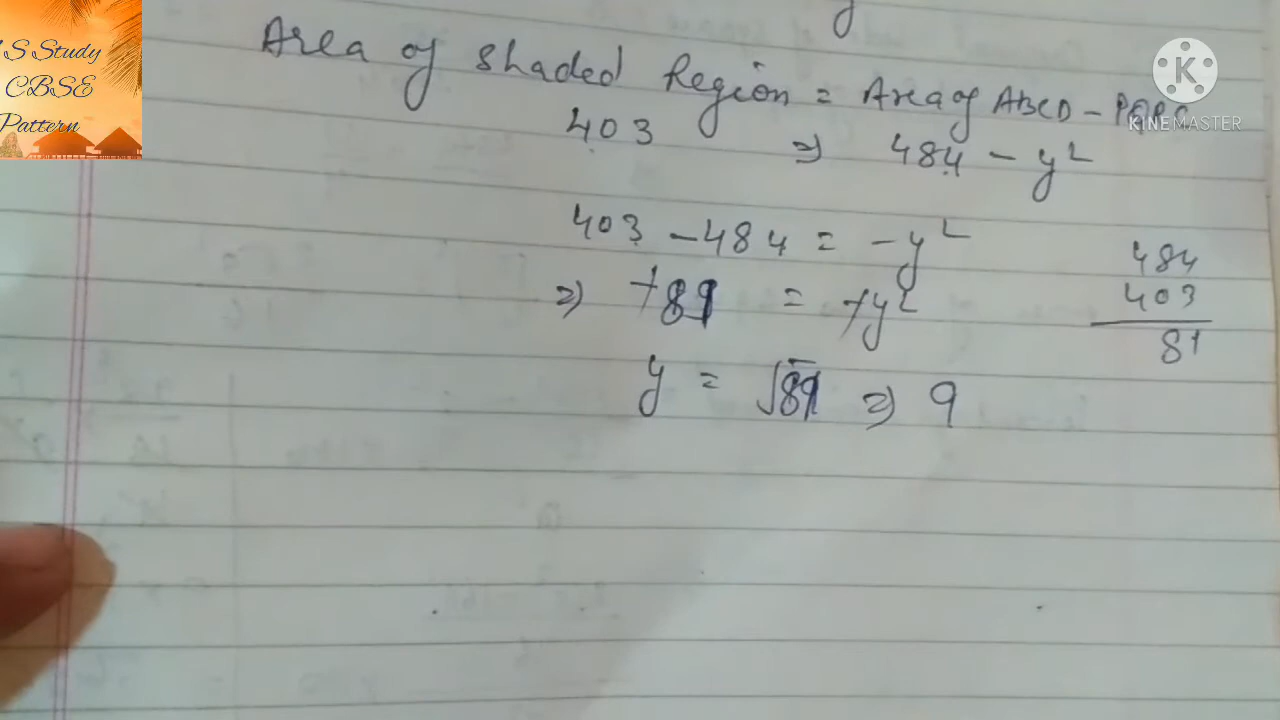 S Study
CBSE
Pattern
KINEMASTER
y
Area of shaded Region = Area of ABCD - PQRS
403 ⇒ 484 - y²
403 - 484 = -y²
⇒ +81 = +y²
y = √81 ⇒ 9
484
403
81